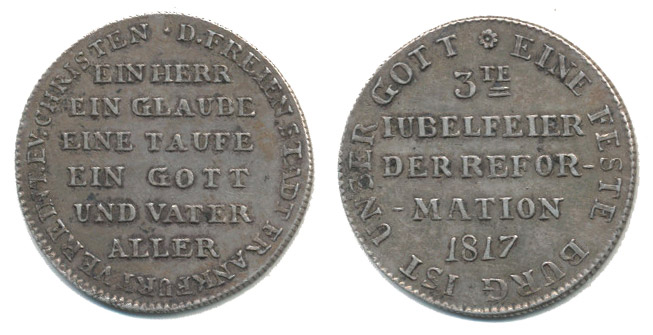 VEREINT.EV.CHRISTEN · D.FREIEN.STADT FRANKFURT
EIN HERR
EIN GLAUBE
EINE TAUFE
EIN GOTT
UND VATER
ALLER
EINE FESTE BURG IST UNSER GOTT
3TE
IUBELFEIER
DER REFOR-
-MATION
1817